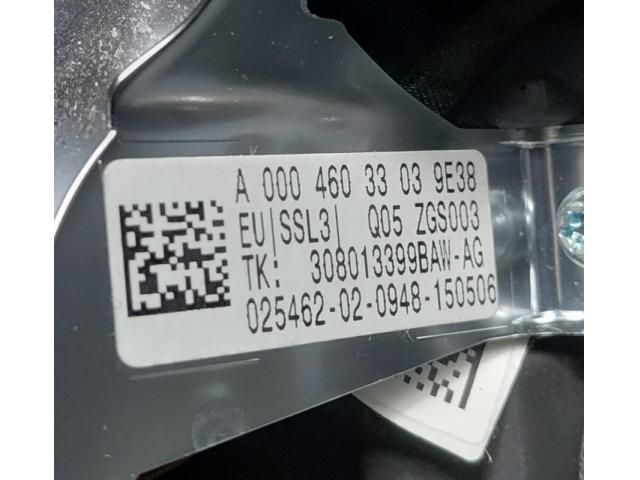 A 000 460 33 03 9E38
EU|SSL3| Q05 ZGS003
TK: 308013399BAW-AG
025462-02-0948-150506